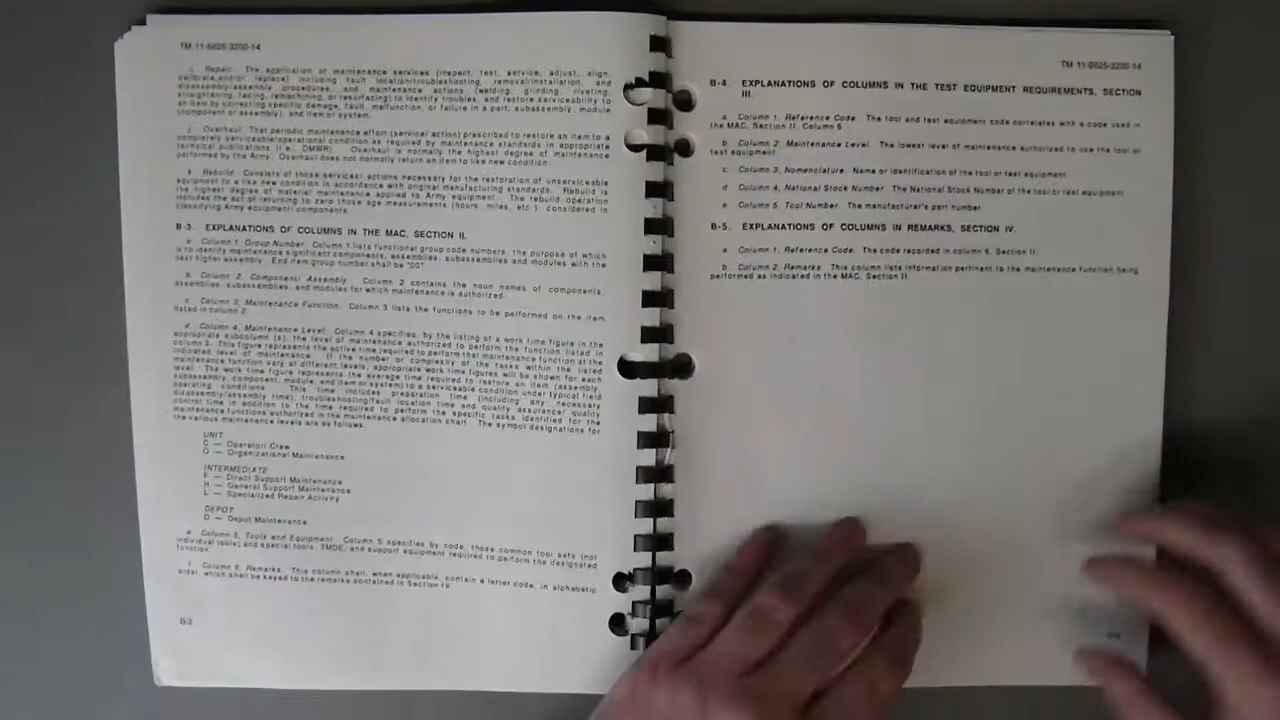 TM 11-6625-3200-14
i. Repair. The application of maintenance services (inspect, test, service, adjust, align,
calibrate and/or replace) including fault location/troubleshooting, removal/installation, and
disassembly/assembly procedures, and maintenance actions (welding, grinding, riveting,
straightening, facing, remachining, or resurfacing) to identify troubles, and restore serviceability to
an item by correcting specific damage, fault, malfunction, or failure in a part, subassembly, module
(component or assembly), end item, or system.
j. Overhaul. That periodic maintenance effort (service/ action) prescribed to restore an item to a
completely serviceable/operational condition as required by maintenance standards in appropriate
technical publications (i.e., DMWR). Overhaul is normally the highest degree of maintenance
performed by the Army. Overhaul does not normally return an item to like new condition.
k. Rebuild. Consists of those services/ actions necessary for the restoration of unserviceable
equipment to a like new condition in accordance with original manufacturing standards. Rebuild is
the highest degree of material maintenance applied to Army equipment. The rebuild operation
includes the act of returning to zero those age measurements (hours, miles, etc.) considered in
classifying Army equipment/ components.
B-3. EXPLANATIONS OF COLUMNS IN THE MAC, SECTION II.
a. Column 1, Group Number. Column 1 lists functional group code numbers, the purpose of which
is to identify maintenance significant components, assemblies, subassemblies and modules with the
next higher assembly. End item group number shall be "00"
b. Column 2, Component/ Assembly. Column 2 contains the noun names of components,
assemblies, subassemblies, and modules for which maintenance is authorized.
c. Column 3, Maintenance Function. Column 3 lists the functions to be performed on the item
listed in column 2.
d. Column 4, Maintenance Level. Column 4 specifies, by the listing of a work time figure in the
appropriate subcolumn (s), the level of maintenance authorized to perform the function listed in
column 3. This figure represents the active time required to perform that maintenance function at the
indicated level of maintenance. If the number or complexity of the tasks within the listed
maintenance function vary at different levels, appropriate work time figures will be shown for each
level. The work time figure represents the average time required to restore an item (assembly,
subassembly, component, module, end item or system) to a serviceable condition under typical field
operating conditions. This time includes preparation time (including any necessary
disassembly/assembly time), troubleshooting/fault location time and quality assurance/ quality
control time in addition to the time required to perform the specific tasks identified for the
maintenance functions authorized in the maintenance allocation chart. The symbol designations for
the various maintenance levels are as follows.
UNIT
C — Operator/ Crew
O — Organizational Maintenance
INTERMEDIATE
F — Direct Support Maintenance
H — General Support Maintenance
L — Specialized Repair Activity
DEPOT
D — Depot Maintenance
e. Column 5, Tools and Equipment. Column 5 specifies by code, those common tool sets (not
individual tools) and special tools, TMDE, and support equipment required to perform the designated
function.
f. Column 6, Remarks. This column shall, when applicable, contain a letter code, in alphabetic
order, which shall be keyed to the remarks contained in Section IV.
B-2
TM 11-6625-3200-14
B-4. EXPLANATIONS OF COLUMNS IN THE TEST EQUIPMENT REQUIREMENTS, SECTION
III.
a. Column 1, Reference Code. The tool and test equipment code correlates with a code used in
the MAC, Section II, Column 5.
b. Column 2, Maintenance Level. The lowest level of maintenance authorized to use the tool or
test equipment.
c. Column 3, Nomenclature. Name or identification of the tool or test equipment.
d. Column 4, National Stock Number. The National Stock Number of the tool or test equipment.
e. Column 5, Tool Number. The manufacturer's part number.
B-5. EXPLANATIONS OF COLUMNS IN REMARKS, SECTION IV.
a. Column 1, Reference Code. The code recorded in column 6, Section II.
b. Column 2, Remarks. This column lists information pertinent to the maintenance function being
performed as indicated in the MAC, Section II.